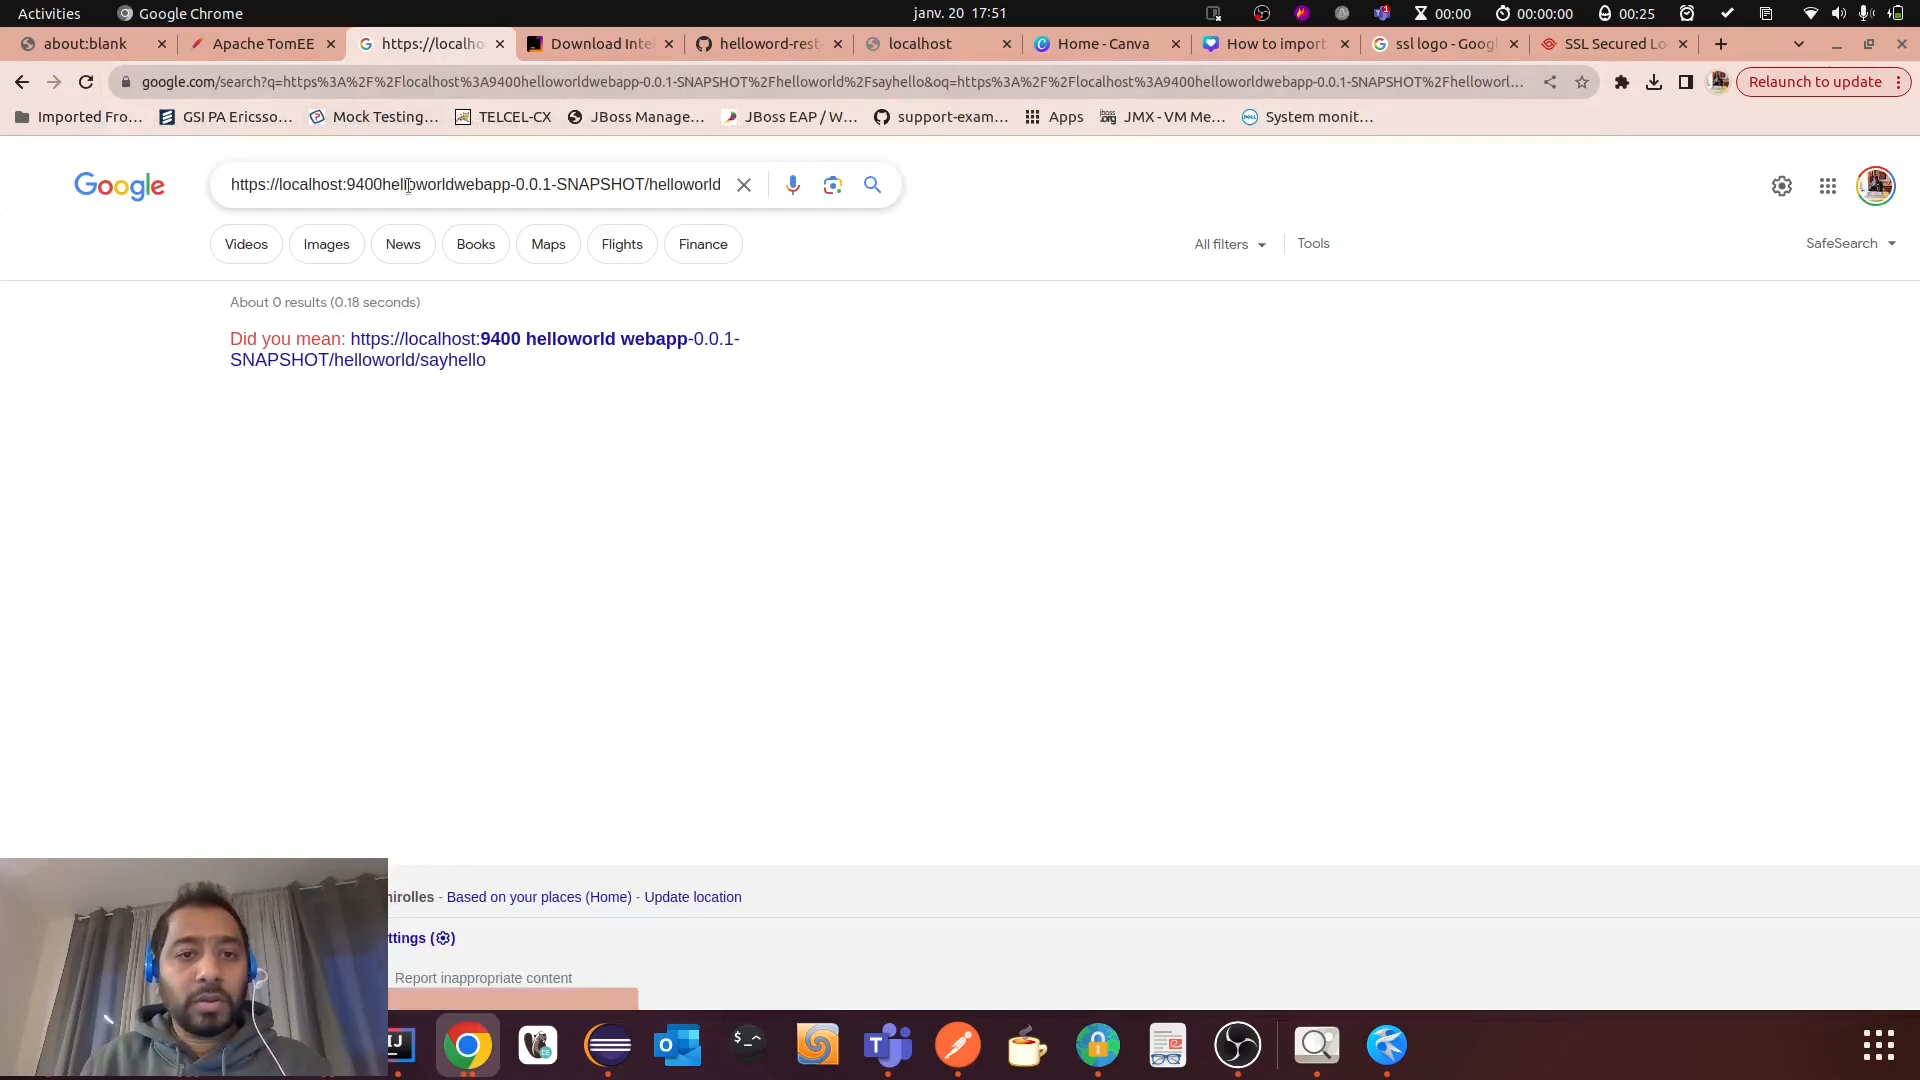 Activities
Google Chrome
janv. 20 17:51
1
00:00
00:00:00
00:25
about:blank
Apache TomEE
https://localho
Download Inte
helloword-rest-
localhost
Home - Canva
How to import
ssl logo - Googl
SSL Secured Lo
google.com/search?q=https%3A%2F%2Flocalhost%3A9400helloworldwebapp-0.0.1-SNAPSHOT%2Fhelloworld%2Fsayhello&oq=https%3A%2F%2Flocalhost%3A9400helloworldwebapp-0.0.1-SNAPSHOT%2Fhelloworl...
Relaunch to update
Imported Fro...
GSI PA Ericsso...
Mock Testing...
TELCEL-CX
JBoss Manage...
JBoss EAP / W...
support-exam...
Apps
JMX - VM Me...
System monit...
Google
https://localhost:9400helloworldwebapp-0.0.1-SNAPSHOT/helloworld
Videos
Images
News
Books
Maps
Flights
Finance
All filters
Tools
SafeSearch
About 0 results (0.18 seconds)
Did you mean: https://localhost:9400 helloworld webapp-0.0.1-
SNAPSHOT/helloworld/sayhello
hirolles - Based on your places (Home) - Update location
ttings
Report inappropriate content